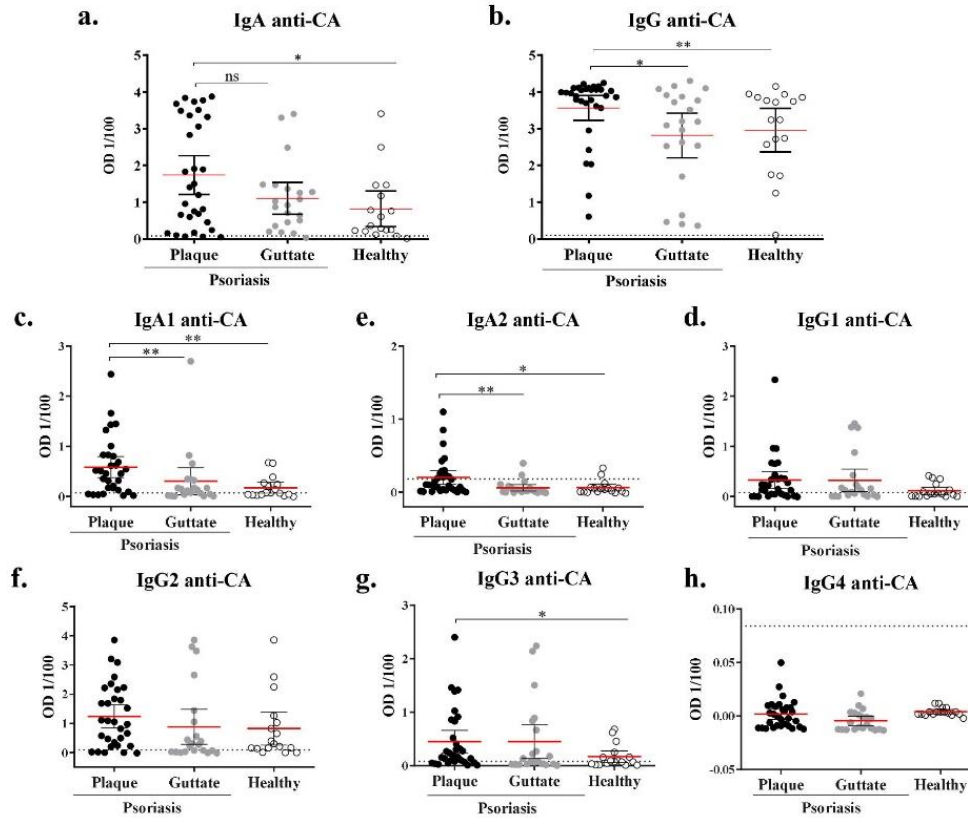 a.
IgA anti-CA
OD 1/100
5
4
3
2
1
0
ns
*
Plaque Guttate Healthy
Psoriasis
b.
IgG anti-CA
OD 1/100
5
4
3
2
1
0
*
**
Plaque Guttate Healthy
Psoriasis
c.
IgA1 anti-CA
OD 1/100
3
2
1
0
**
**
Plaque Guttate Healthy
Psoriasis
e.
IgA2 anti-CA
OD 1/100
2
1
0
*
**
Plaque Guttate Healthy
Psoriasis
d.
IgG1 anti-CA
OD 1/100
3
2
1
0
Plaque Guttate Healthy
Psoriasis
f.
IgG2 anti-CA
OD 1/100
5
4
3
2
1
0
Plaque Guttate Healthy
Psoriasis
g.
IgG3 anti-CA
OD 1/100
3
2
1
0
*
Plaque Guttate Healthy
Psoriasis
h.
IgG4 anti-CA
OD 1/100
0.10
0.05
0.00
-0.05
Plaque Guttate Healthy
Psoriasis